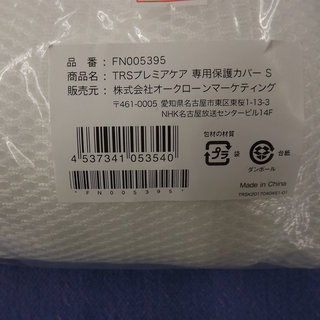 品 番 : FN005395
商品名 : TRSプレミアケア 専用保護カバー S
販売元 : 株式会社オークローンマーケティング
〒461-0005 愛知県名古屋市東区東桜1-13-3
NHK名古屋放送センタービル14F
包材の材質
プラ 袋 台紙
ダンボール
4 537341 053540
*FN005395*
Made in China